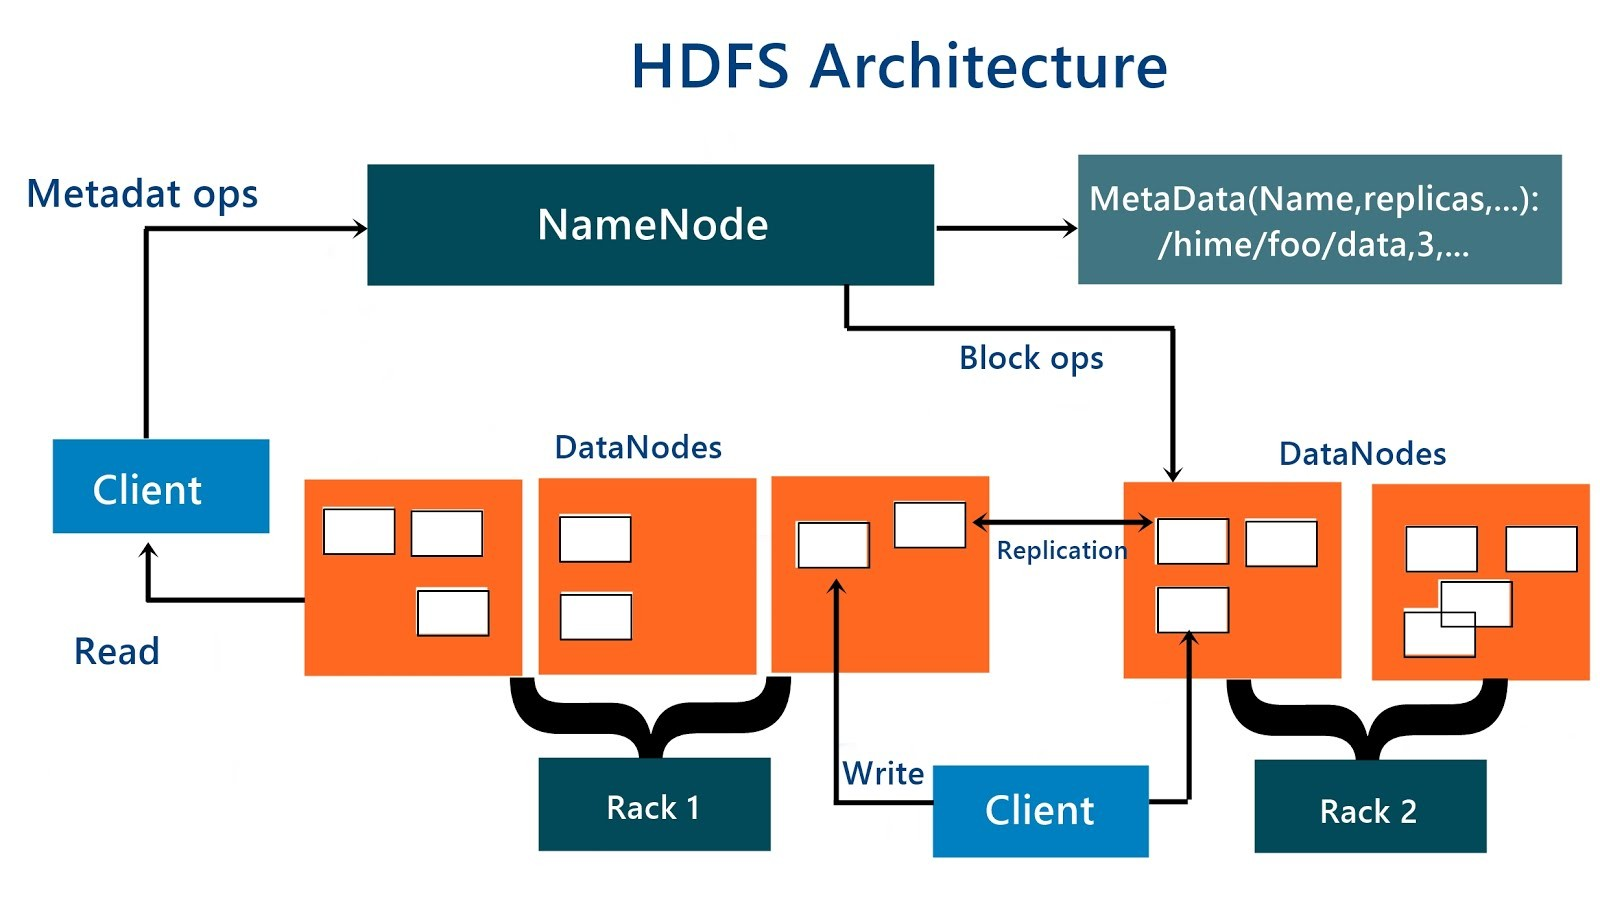 HDFS Architecture
Metadat ops
NameNode
MetaData(Name,replicas,...):
/hime/foo/data,3,...
Block ops
Client
DataNodes
DataNodes
Replication
Read
Write
Rack 1
Client
Rack 2